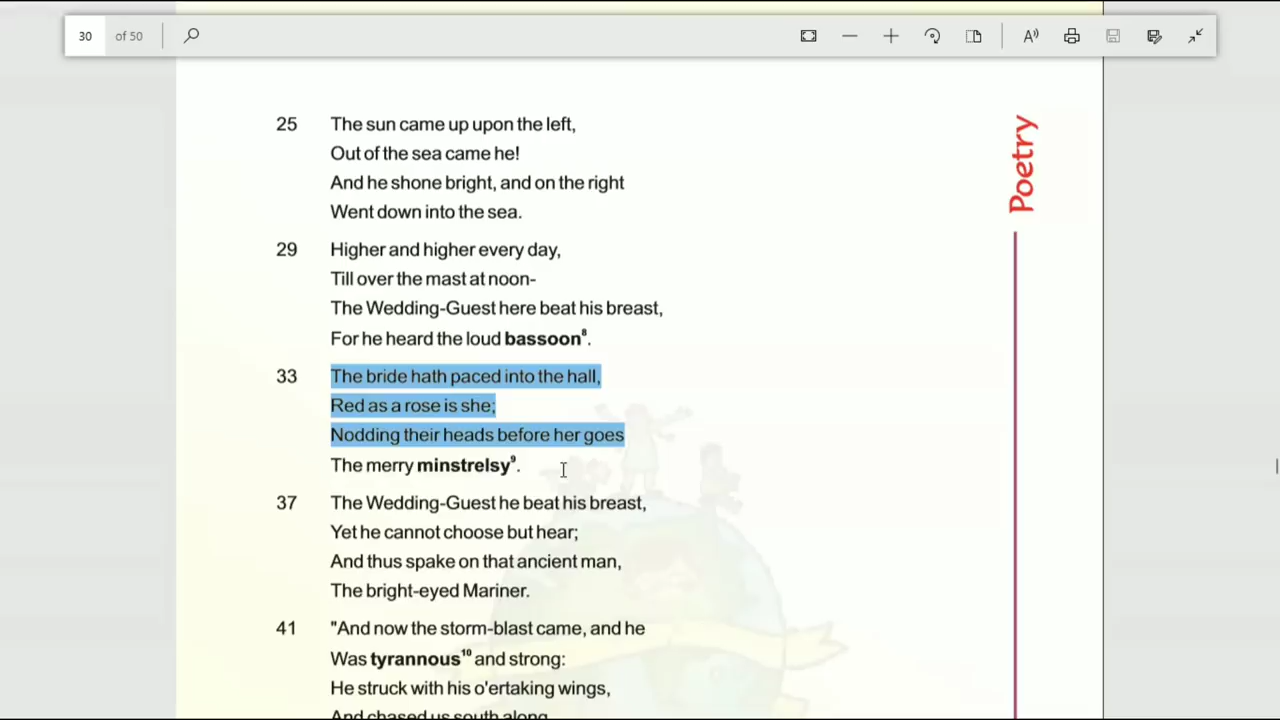 30 of 50
Poetry
25 The sun came up upon the left,
Out of the sea came he!
And he shone bright, and on the right
Went down into the sea.
29 Higher and higher every day,
Till over the mast at noon-
The Wedding-Guest here beat his breast,
For he heard the loud bassoon⁸.
33 The bride hath paced into the hall,
Red as a rose is she;
Nodding their heads before her goes
The merry minstrelsy⁹.
37 The Wedding-Guest he beat his breast,
Yet he cannot choose but hear;
And thus spake on that ancient man,
The bright-eyed Mariner.
41 "And now the storm-blast came, and he
Was tyrannous¹⁰ and strong:
He struck with his o'ertaking wings,
And chased us south along